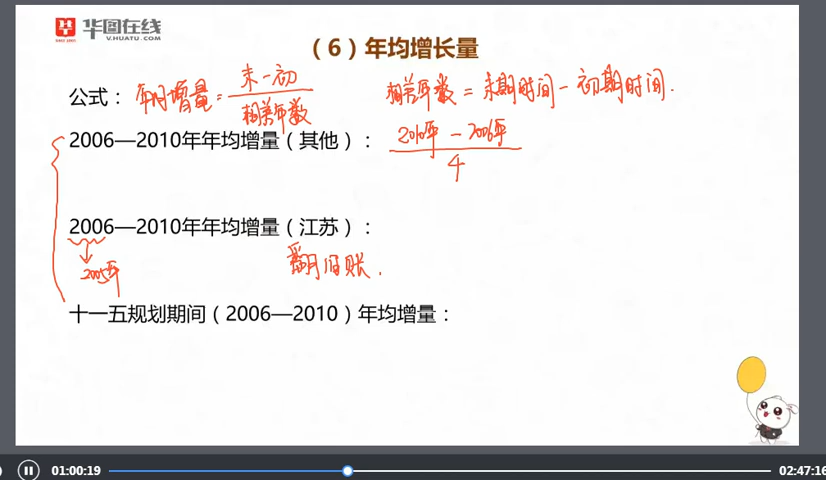 华图在线
V.HUATU.COM
（6）年均增长量
公式： 年均增量 = 末-初 / 相差年数 相差年数 = 末期时间 - 初期时间.
2006—2010年年均增量（其他）： 2010年 - 2006年 / 4
2006—2010年年均增量（江苏）：
2005年 翻旧账.
十一五规划期间（2006—2010）年均增量：
01:00:19 02:47:16